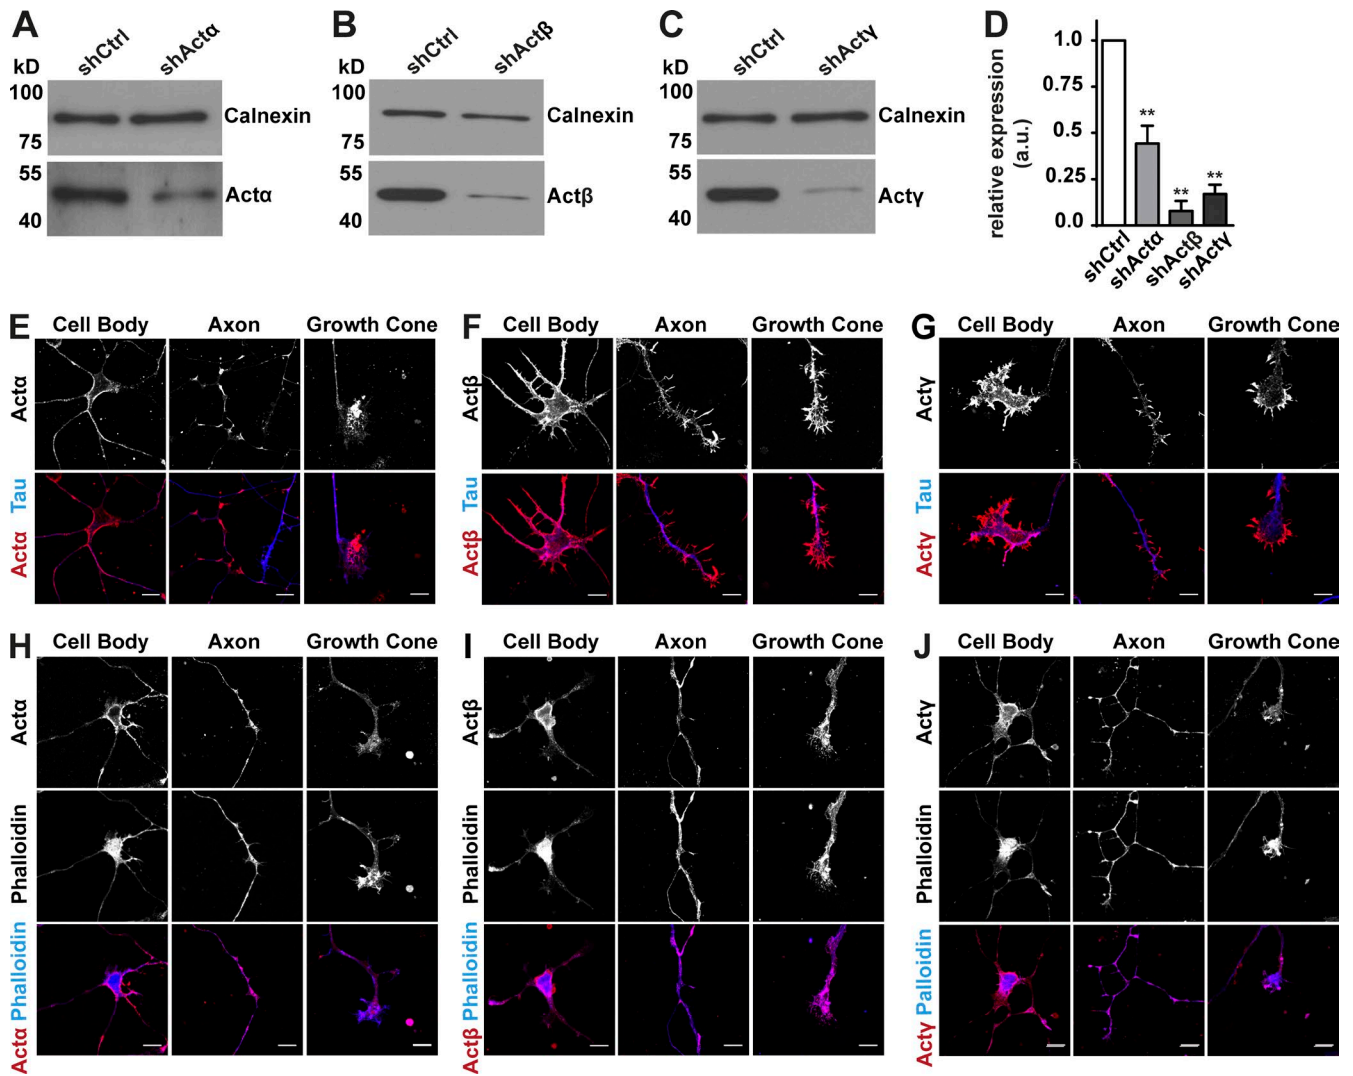 A
shCtrl
shActα
kD
100
75
Calnexin
55
40
Actα
B
shCtrl
shActβ
kD
100
75
Calnexin
55
40
Actβ
C
shCtrl
shActγ
kD
100
75
Calnexin
55
40
Actγ
D
relative expression
(a.u.)
1.0
0.5
0.25
0.0
**
**
**
shCtrl
shActα
shActβ
shActγ
E
Cell Body Axon Growth Cone
Actα
Actα Tau
F
Cell Body Axon Growth Cone
Actβ
Actβ Tau
G
Cell Body Axon Growth Cone
Actγ
Actγ Tau
H
Cell Body Axon Growth Cone
Actα
Phalloidin
Actα Phalloidin
I
Cell Body Axon Growth Cone
Actβ
Phalloidin
Actβ Phalloidin
J
Cell Body Axon Growth Cone
Actγ
Phalloidin
Actγ Palloidin